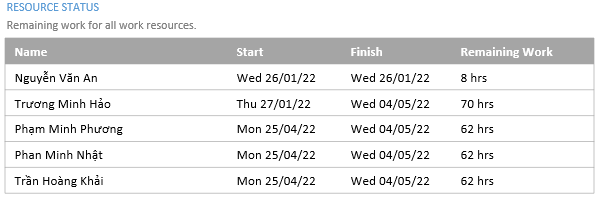 RESOURCE STATUS
Remaining work for all work resources.
Name Start Finish Remaining Work
Nguyễn Văn An Wed 26/01/22 Wed 26/01/22 8 hrs
Trương Minh Hảo Thu 27/01/22 Wed 04/05/22 70 hrs
Phạm Minh Phương Mon 25/04/22 Wed 04/05/22 62 hrs
Phan Minh Nhật Mon 25/04/22 Wed 04/05/22 62 hrs
Trần Hoàng Khải Mon 25/04/22 Wed 04/05/22 62 hrs